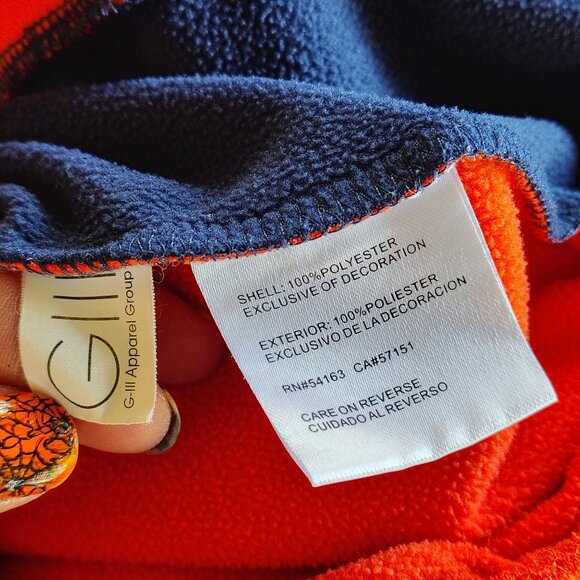 GIII
G-III Apparel Group
SHELL: 100%POLYESTER
EXCLUSIVE OF DECORATION
EXTERIOR: 100%POLIESTER
EXCLUSIVO DE LA DECORACION
RN#54163 CA#57151
CARE ON REVERSE
CUIDADO AL REVERSO